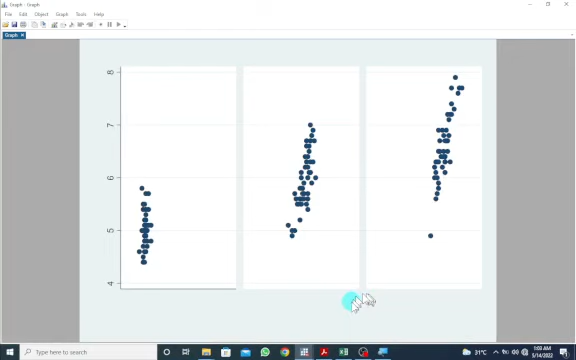 Graph - Graph
File Edit Object Graph Tools Help
Graph
8
7
6
5
4
Type here to search
31°C
1:00 AM
5/14/2022